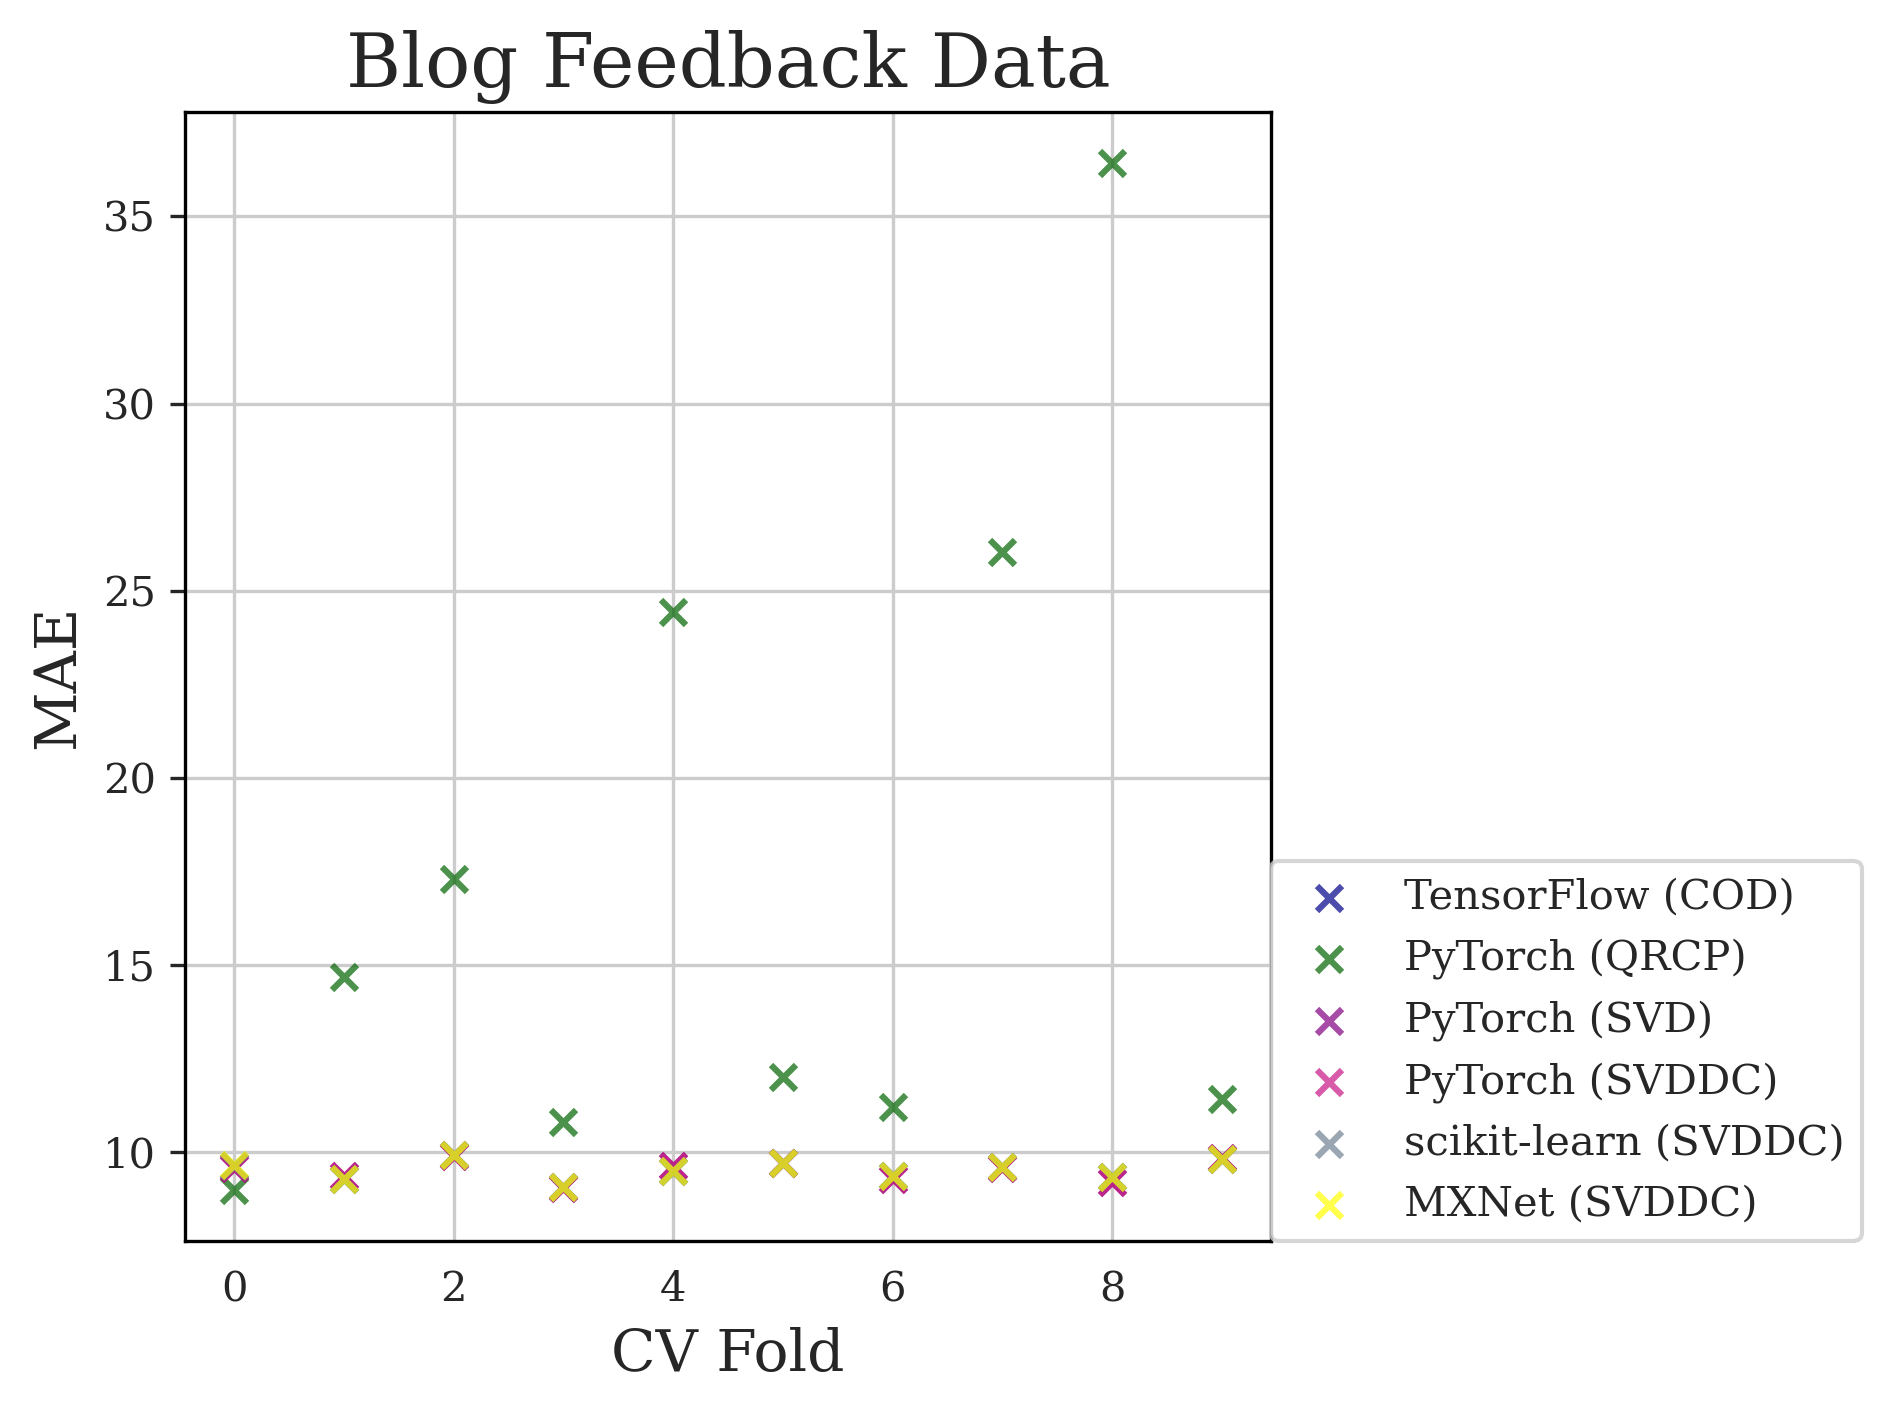 Blog Feedback Data
MAE
35
30
25
20
15
10
0 2 4 6 8
CV Fold
TensorFlow (COD)
PyTorch (QRCP)
PyTorch (SVD)
PyTorch (SVDDC)
scikit-learn (SVDDC)
MXNet (SVDDC)